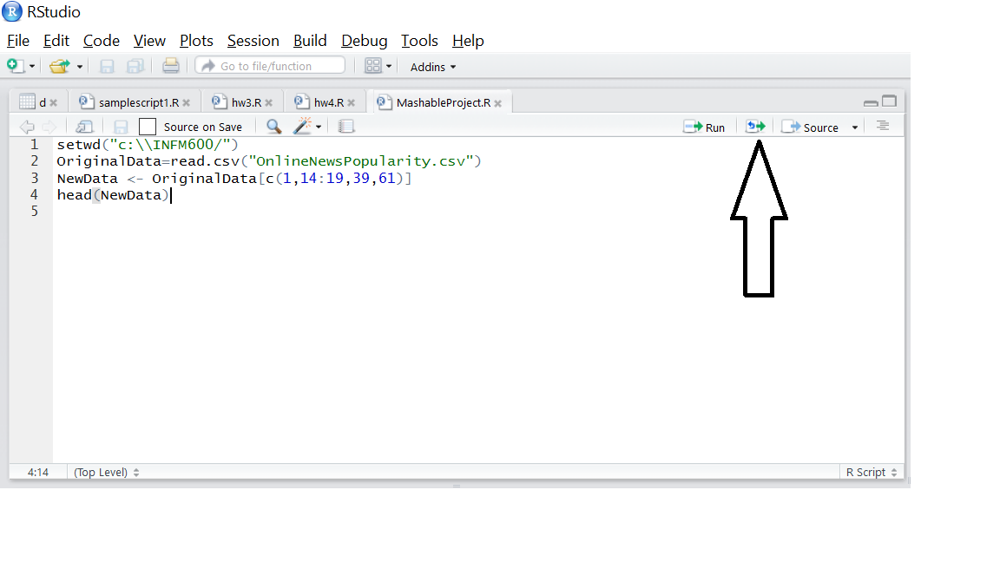 RStudio
File Edit Code View Plots Session Build Debug Tools Help
Go to file/function Addins
d samplescript1.R hw3.R hw4.R MashableProject.R
Source on Save Run Source
1 setwd("c:\\INFM600/")
2 OriginalData=read.csv("OnlineNewsPopularity.csv")
3 NewData <- OriginalData[c(1,14:19,39,61)]
4 head(NewData)
5
4:14 (Top Level) R Script